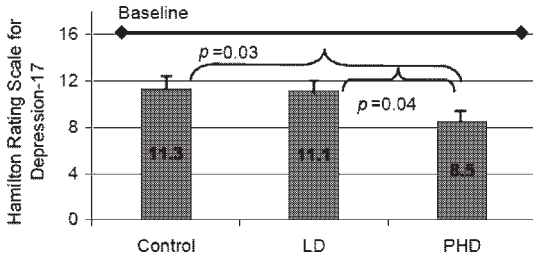 Baseline
Hamilton Rating Scale for
Depression-17
16
12
8
4
0
p=0.03
p=0.04
11.3
11.1
8.5
Control
LD
PHD